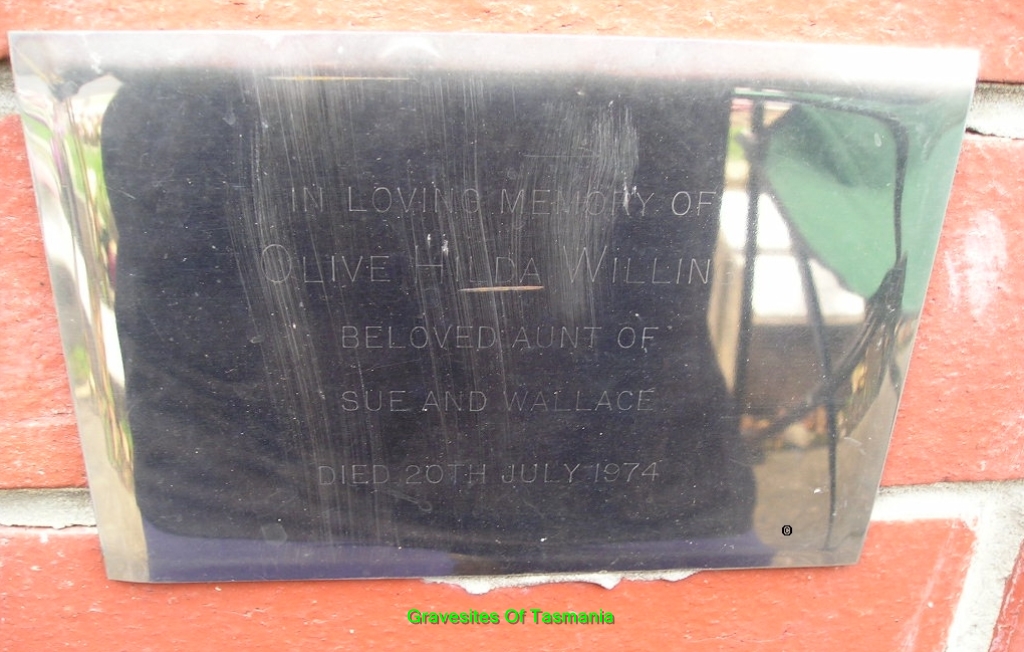 IN LOVING MEMORY OF
OLIVE HILDA WILLIN
BELOVED AUNT OF
SUE AND WALLACE
DIED 20TH JULY 1974
©
Gravesites Of Tasmania